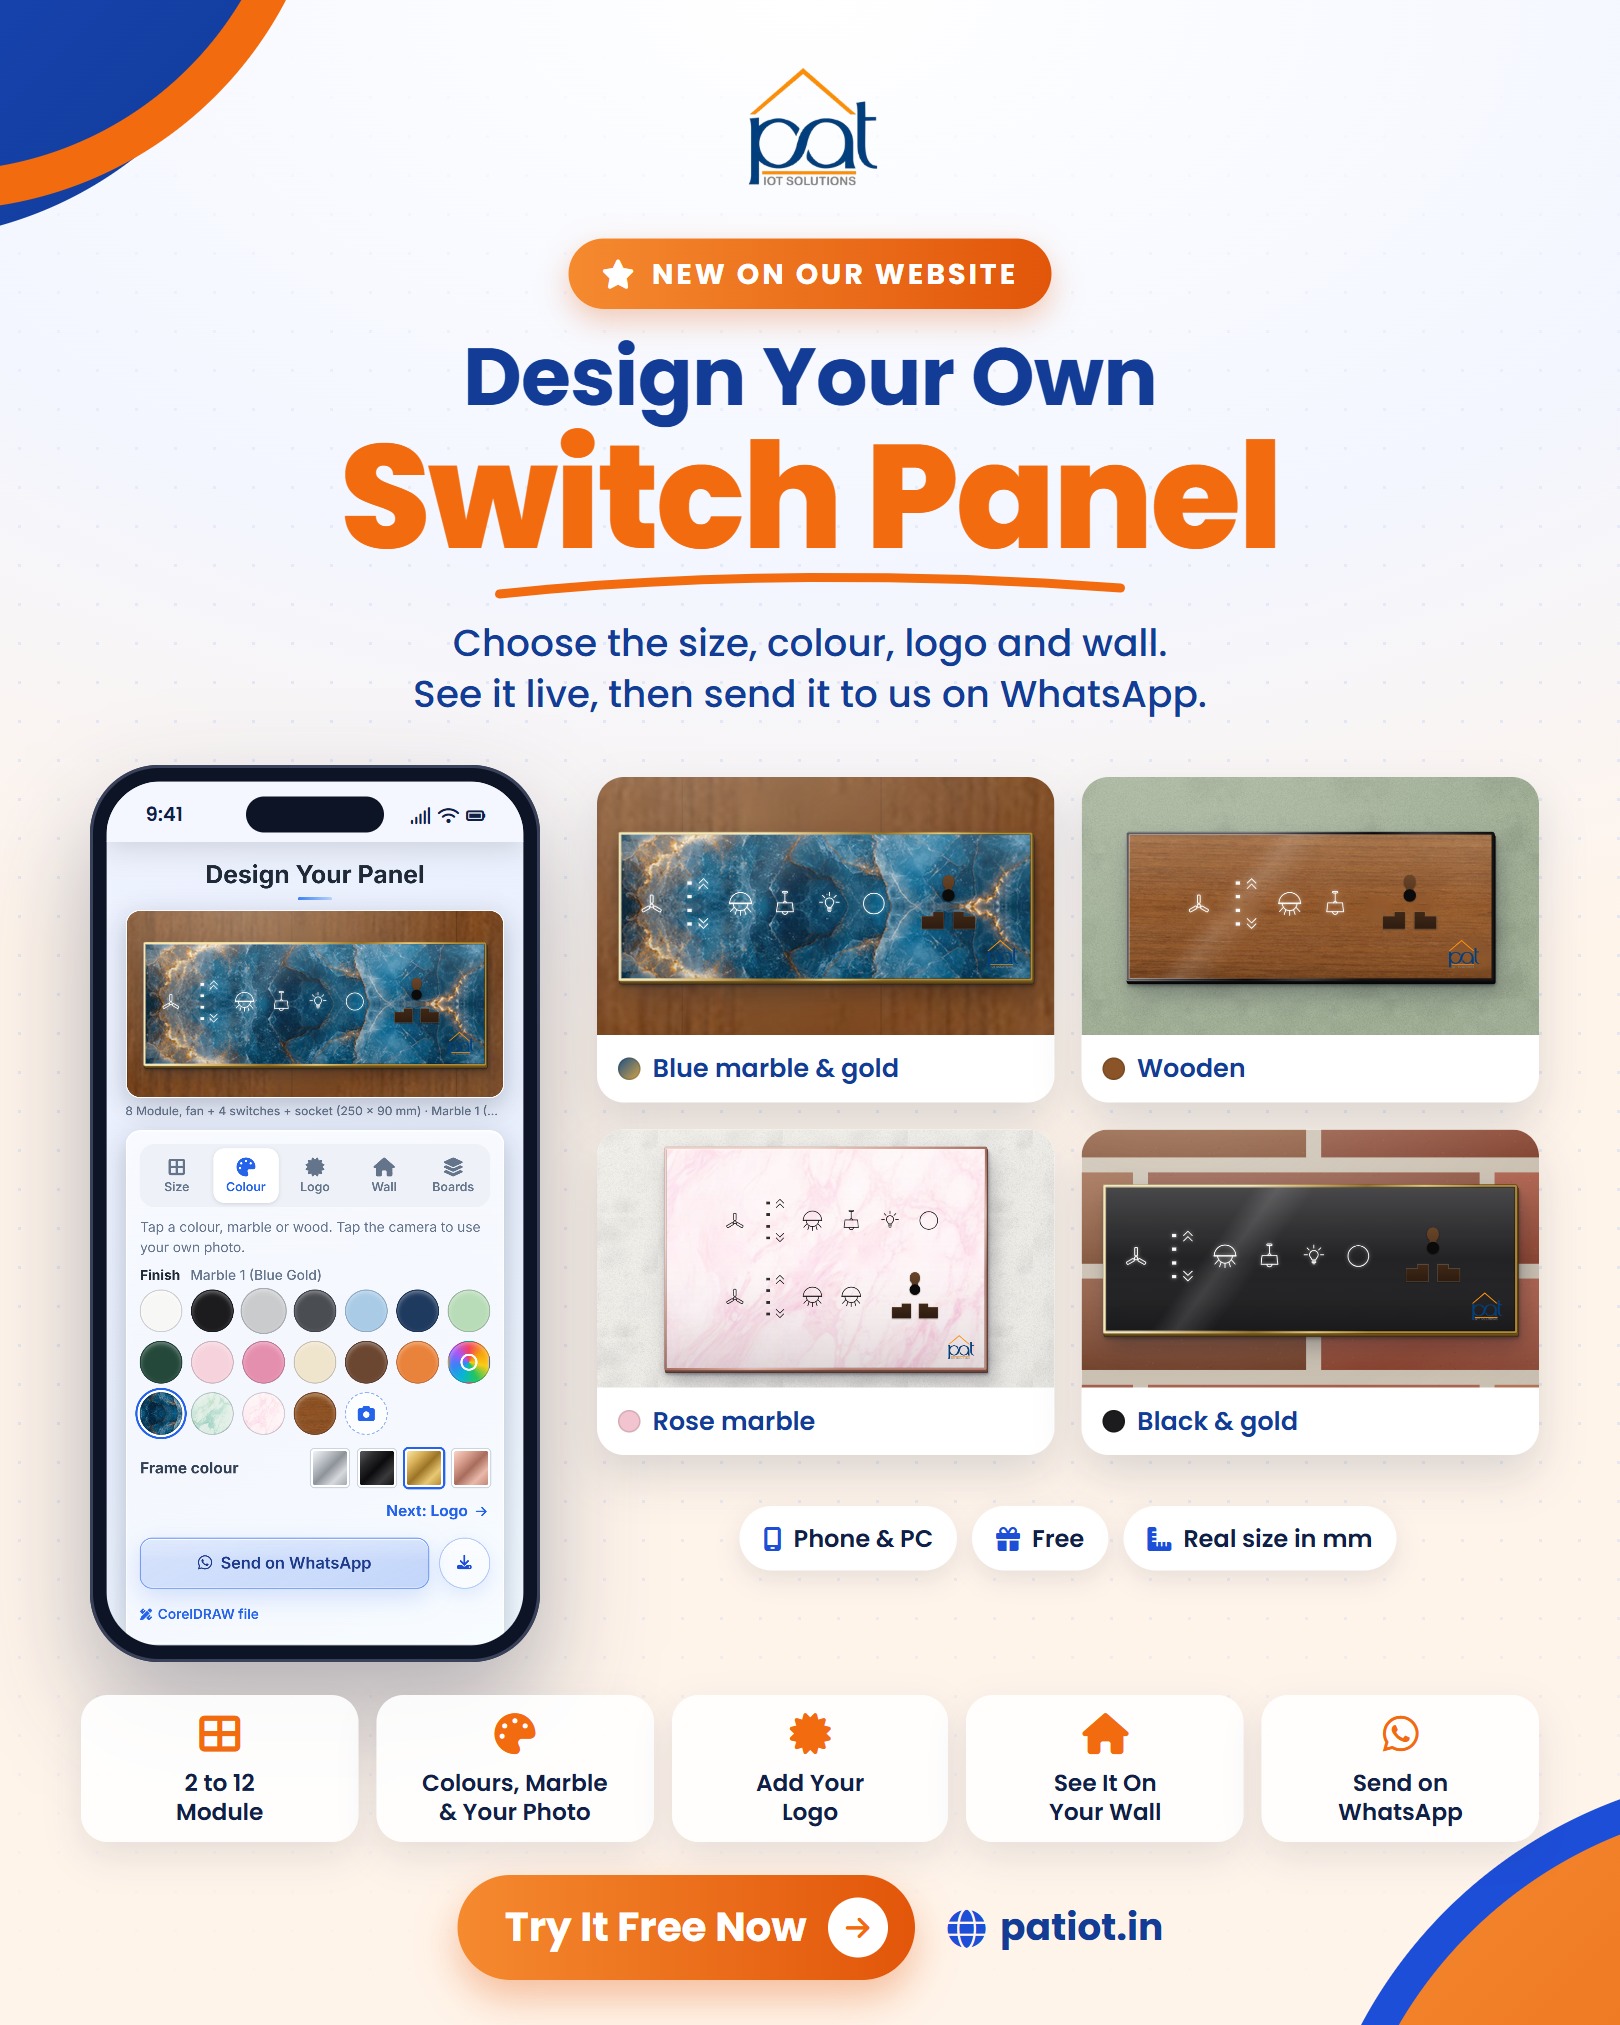 pat
IOT SOLUTIONS
NEW ON OUR WEBSITE
Design Your Own
Switch Panel
Choose the size, colour, logo and wall.
See it live, then send it to us on WhatsApp.
9:41
Design Your Panel
8 Module, fan + 4 switches + socket (250 × 90 mm) · Marble 1 (...
Size
Colour
Logo
Wall
Boards
Tap a colour, marble or wood. Tap the camera to use
your own photo.
Finish Marble 1 (Blue Gold)
Frame colour
Next: Logo →
Send on WhatsApp
CorelDRAW file
pat
Blue marble & gold
pat
Wooden
pat
Rose marble
pat
Black & gold
Phone & PC
Free
Real size in mm
2 to 12
Module
Colours, Marble
& Your Photo
Add Your
Logo
See It On
Your Wall
Send on
WhatsApp
Try It Free Now
patiot.in